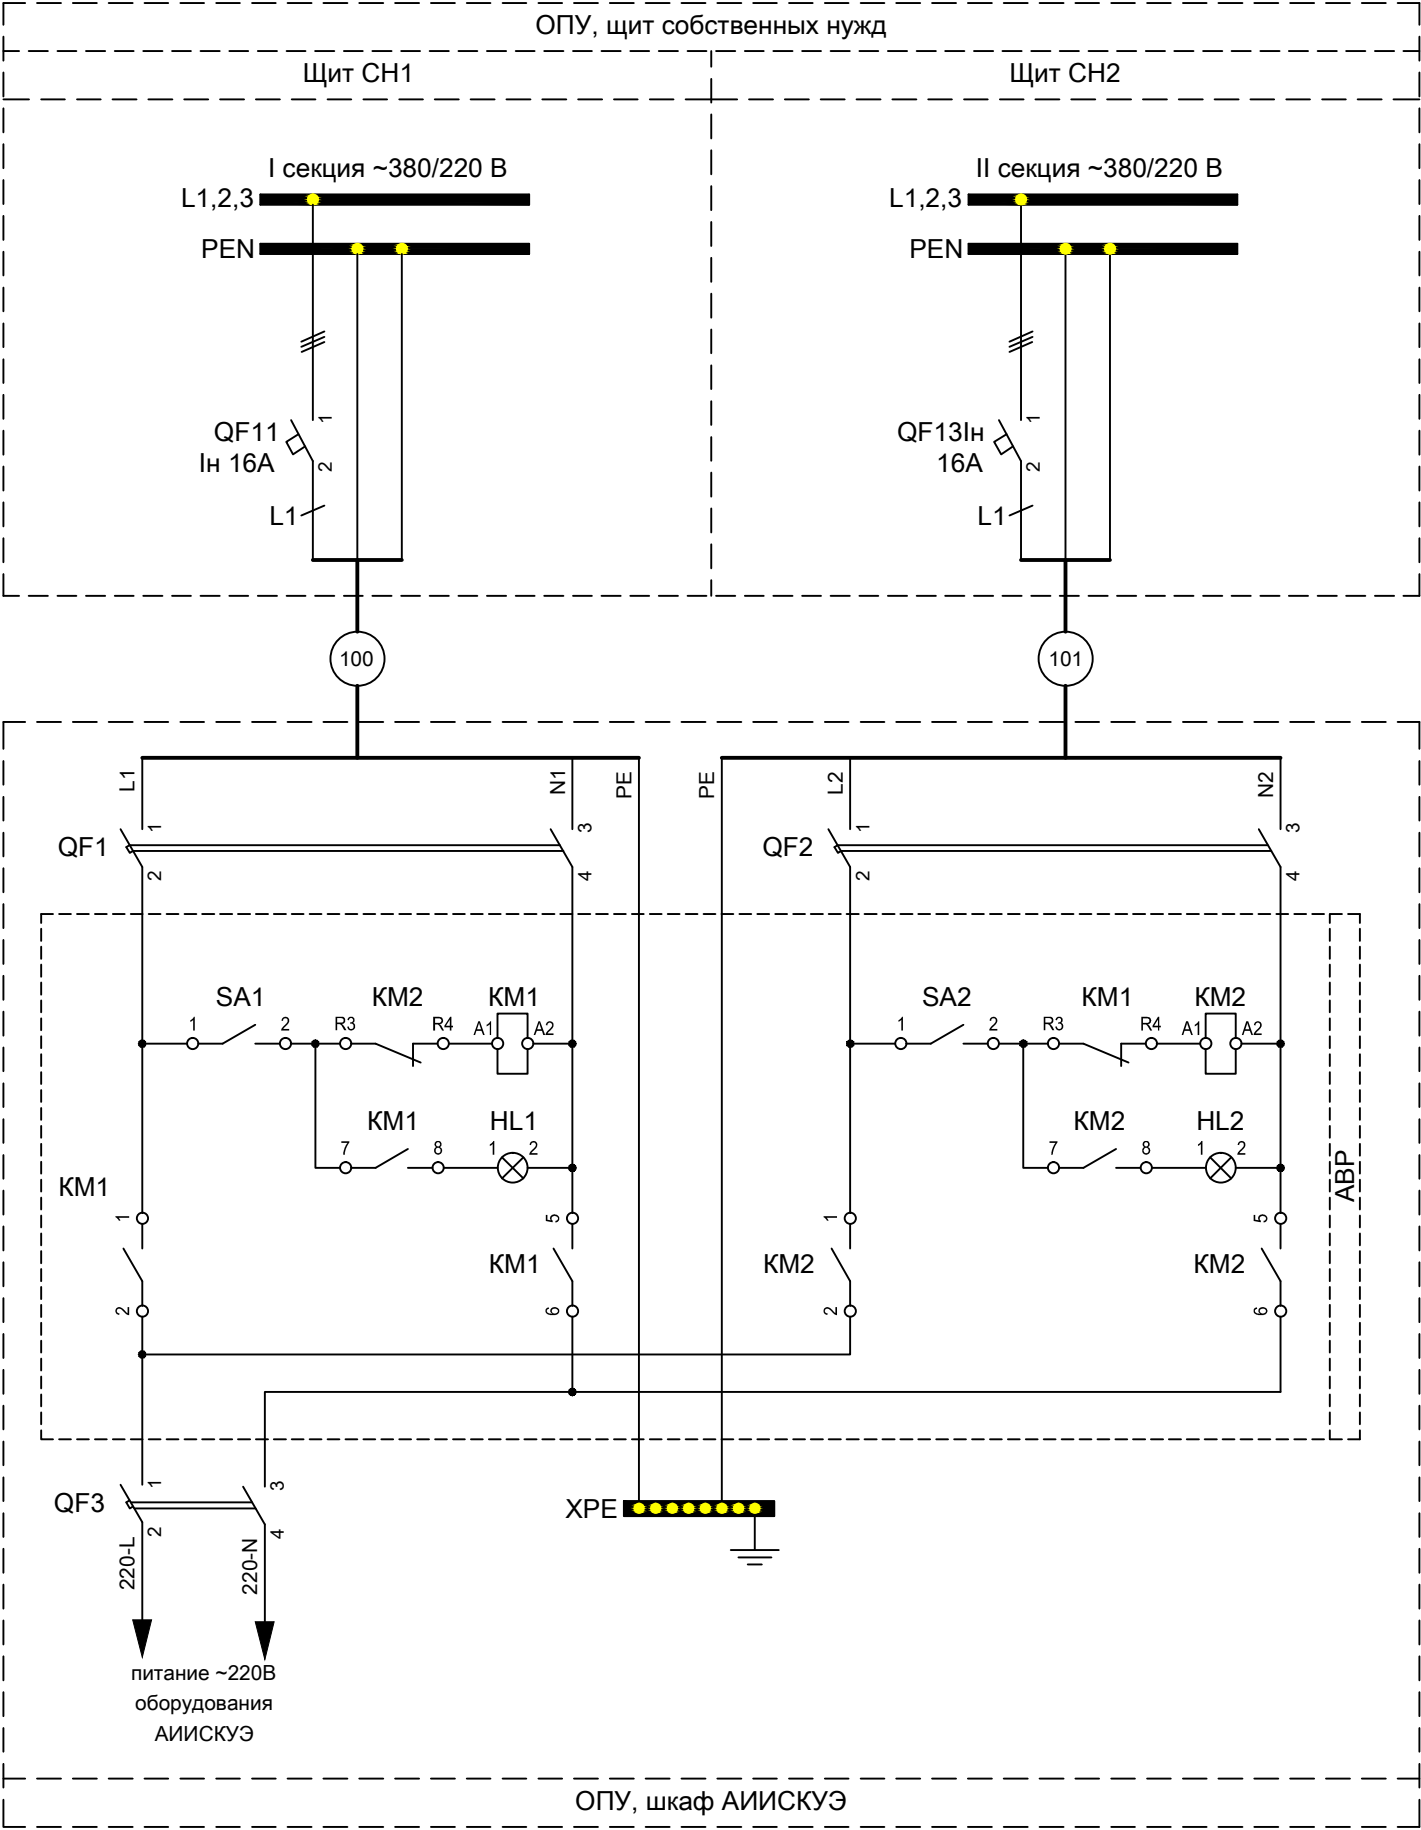 ОПУ, щит собственных нужд
Щит СН1
Щит СН2
I секция ~380/220 В
II секция ~380/220 В
L1,2,3
L1,2,3
PEN
PEN
1
1
QF11
Iн 16А
QF13Iн
16А
2
2
L1
L1
100
101
L1
N1
PE
PE
L2
N2
1
3
1
3
QF1
QF2
2
4
2
4
SA1
КМ2
КМ1
SA2
КМ1
КМ2
1
2
R3
R4
A1
A2
1
2
R3
R4
A1
A2
КМ1
HL1
КМ2
HL2
7
8
1
2
7
8
1
2
АВР
КМ1
1
5
1
5
КМ1
КМ2
КМ2
2
6
2
6
1
3
QF3
XPE
2
4
220-L
220-N
питание ~220В
оборудования
АИИСКУЭ
ОПУ, шкаф АИИСКУЭ